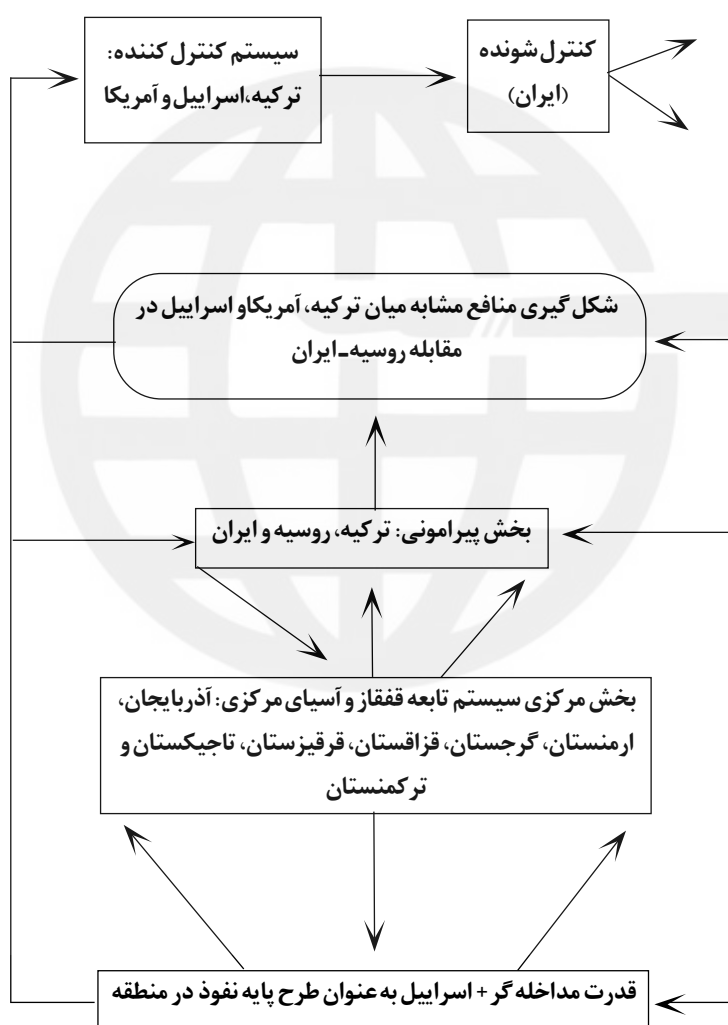 کنترل شونده
(ایران)
سیستم کنترل کننده:
ترکیه،اسراییل و آمریکا
شکل گیری منافع مشابه میان ترکیه، آمریکاو اسراییل در
مقابله روسیه-ایران
بخش پیرامونی: ترکیه، روسیه و ایران
بخش مرکزی سیستم تابعه قفقاز و آسیای مرکزی: آذربایجان،
ارمنستان، گرجستان، قزاقستان، قرقیزستان، تاجیکستان و
ترکمنستان
قدرت مداخله گر + اسراییل به عنوان طرح پایه نفوذ در منطقه